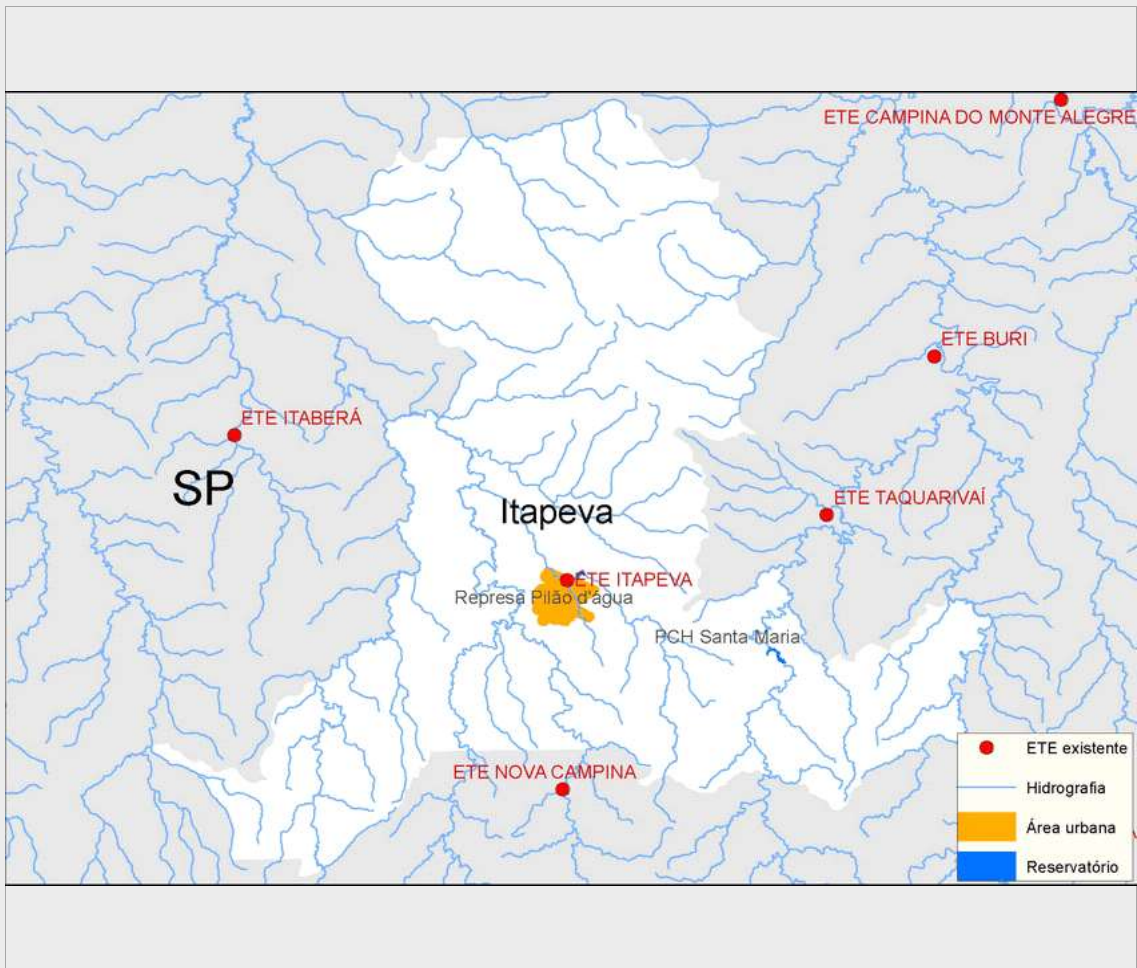 ETE CAMPINA DO MONTE ALEGRE
ETE BURI
ETE ITABERÁ
SP
Itapeva
ETE TAQUARIVAÍ
ETE ITAPEVA
Represa Pilão d'água
PCH Santa Maria
ETE NOVA CAMPINA
ETE existente
Hidrografia
Área urbana
Reservatório